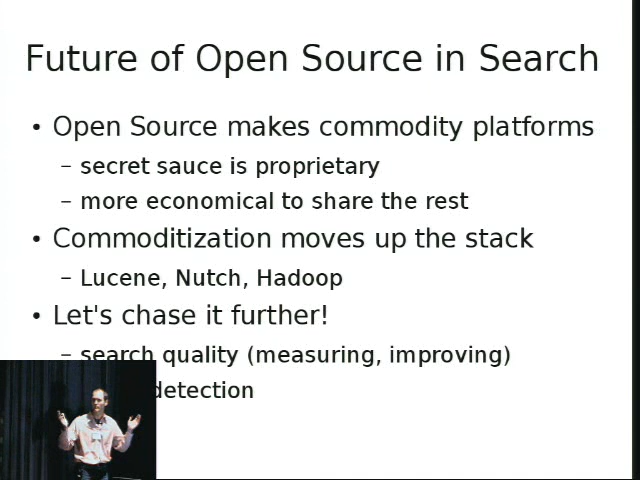 Future of Open Source in Search
• Open Source makes commodity platforms
– secret sauce is proprietary
– more economical to share the rest
• Commoditization moves up the stack
– Lucene, Nutch, Hadoop
• Let's chase it further!
– search quality (measuring, improving)
detection